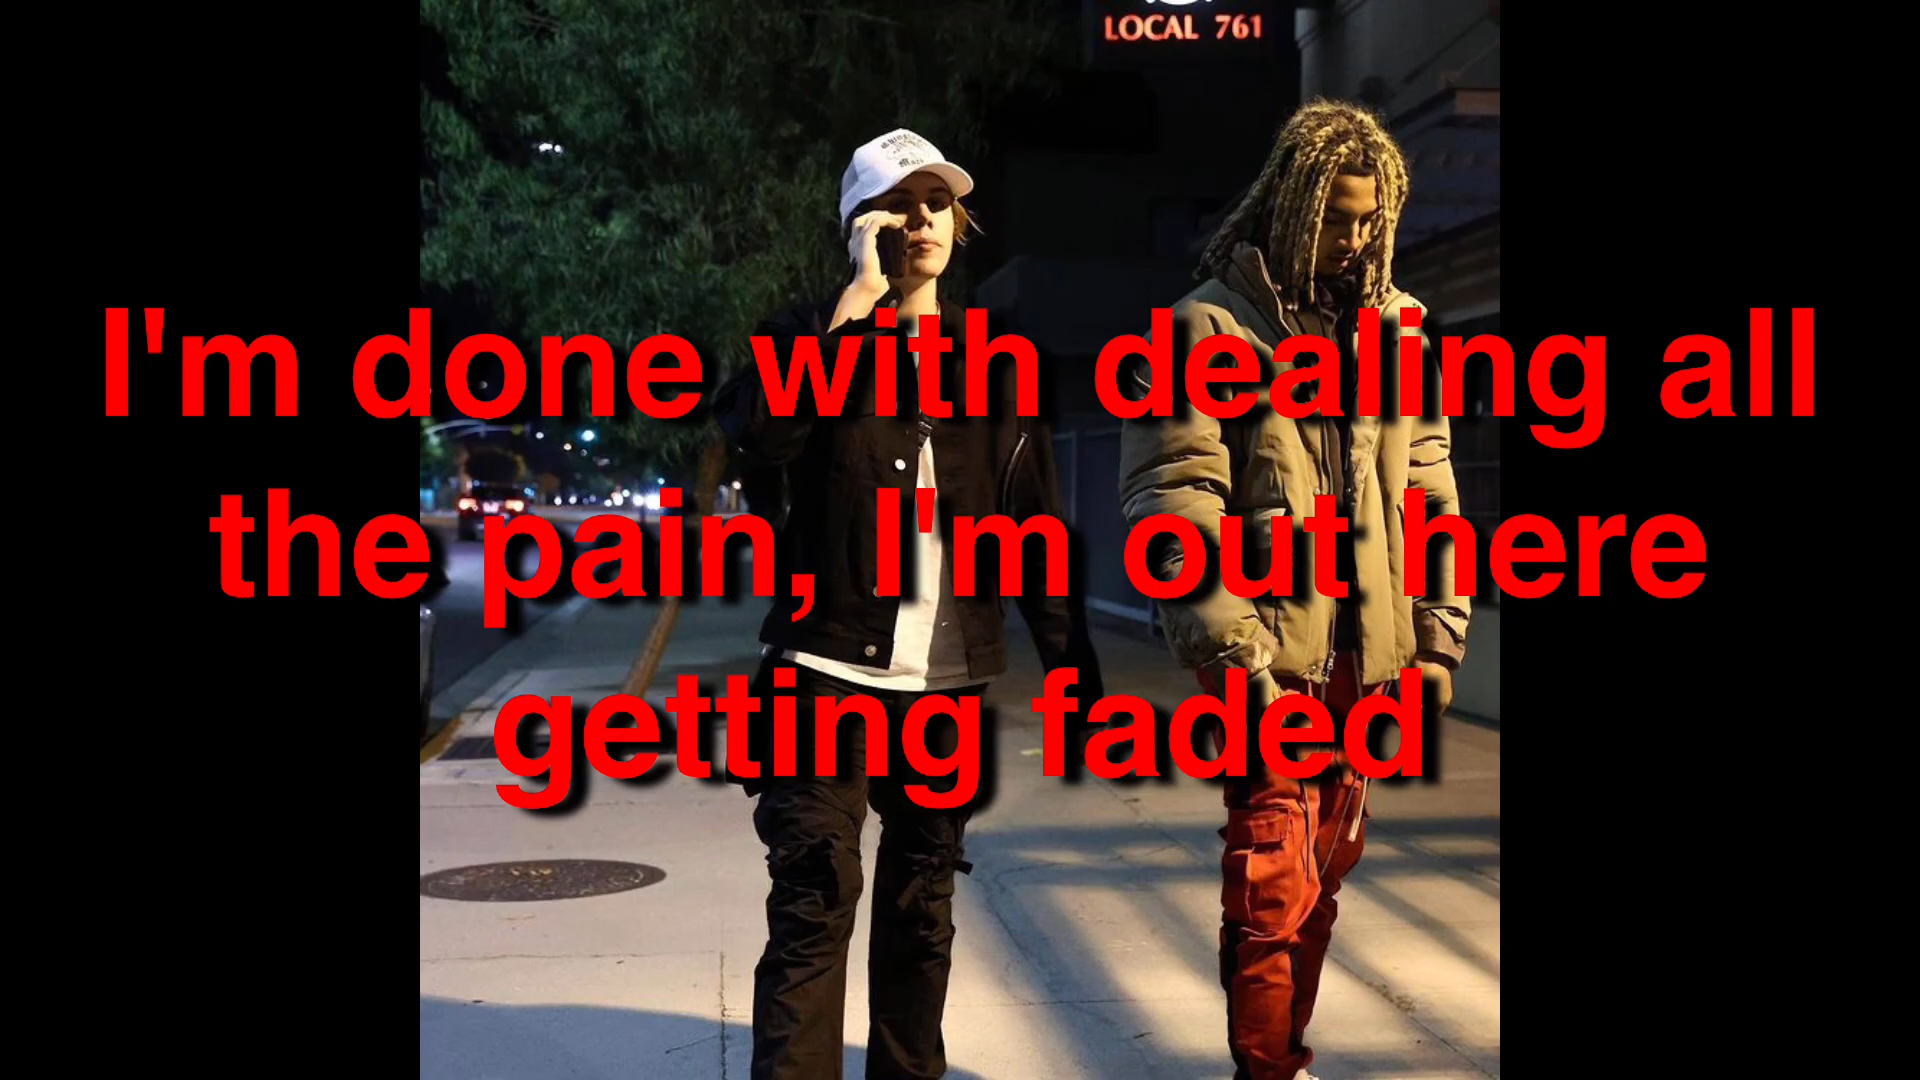 LOCAL 761
I'm done with dealing all
the pain, I'm out here
getting faded